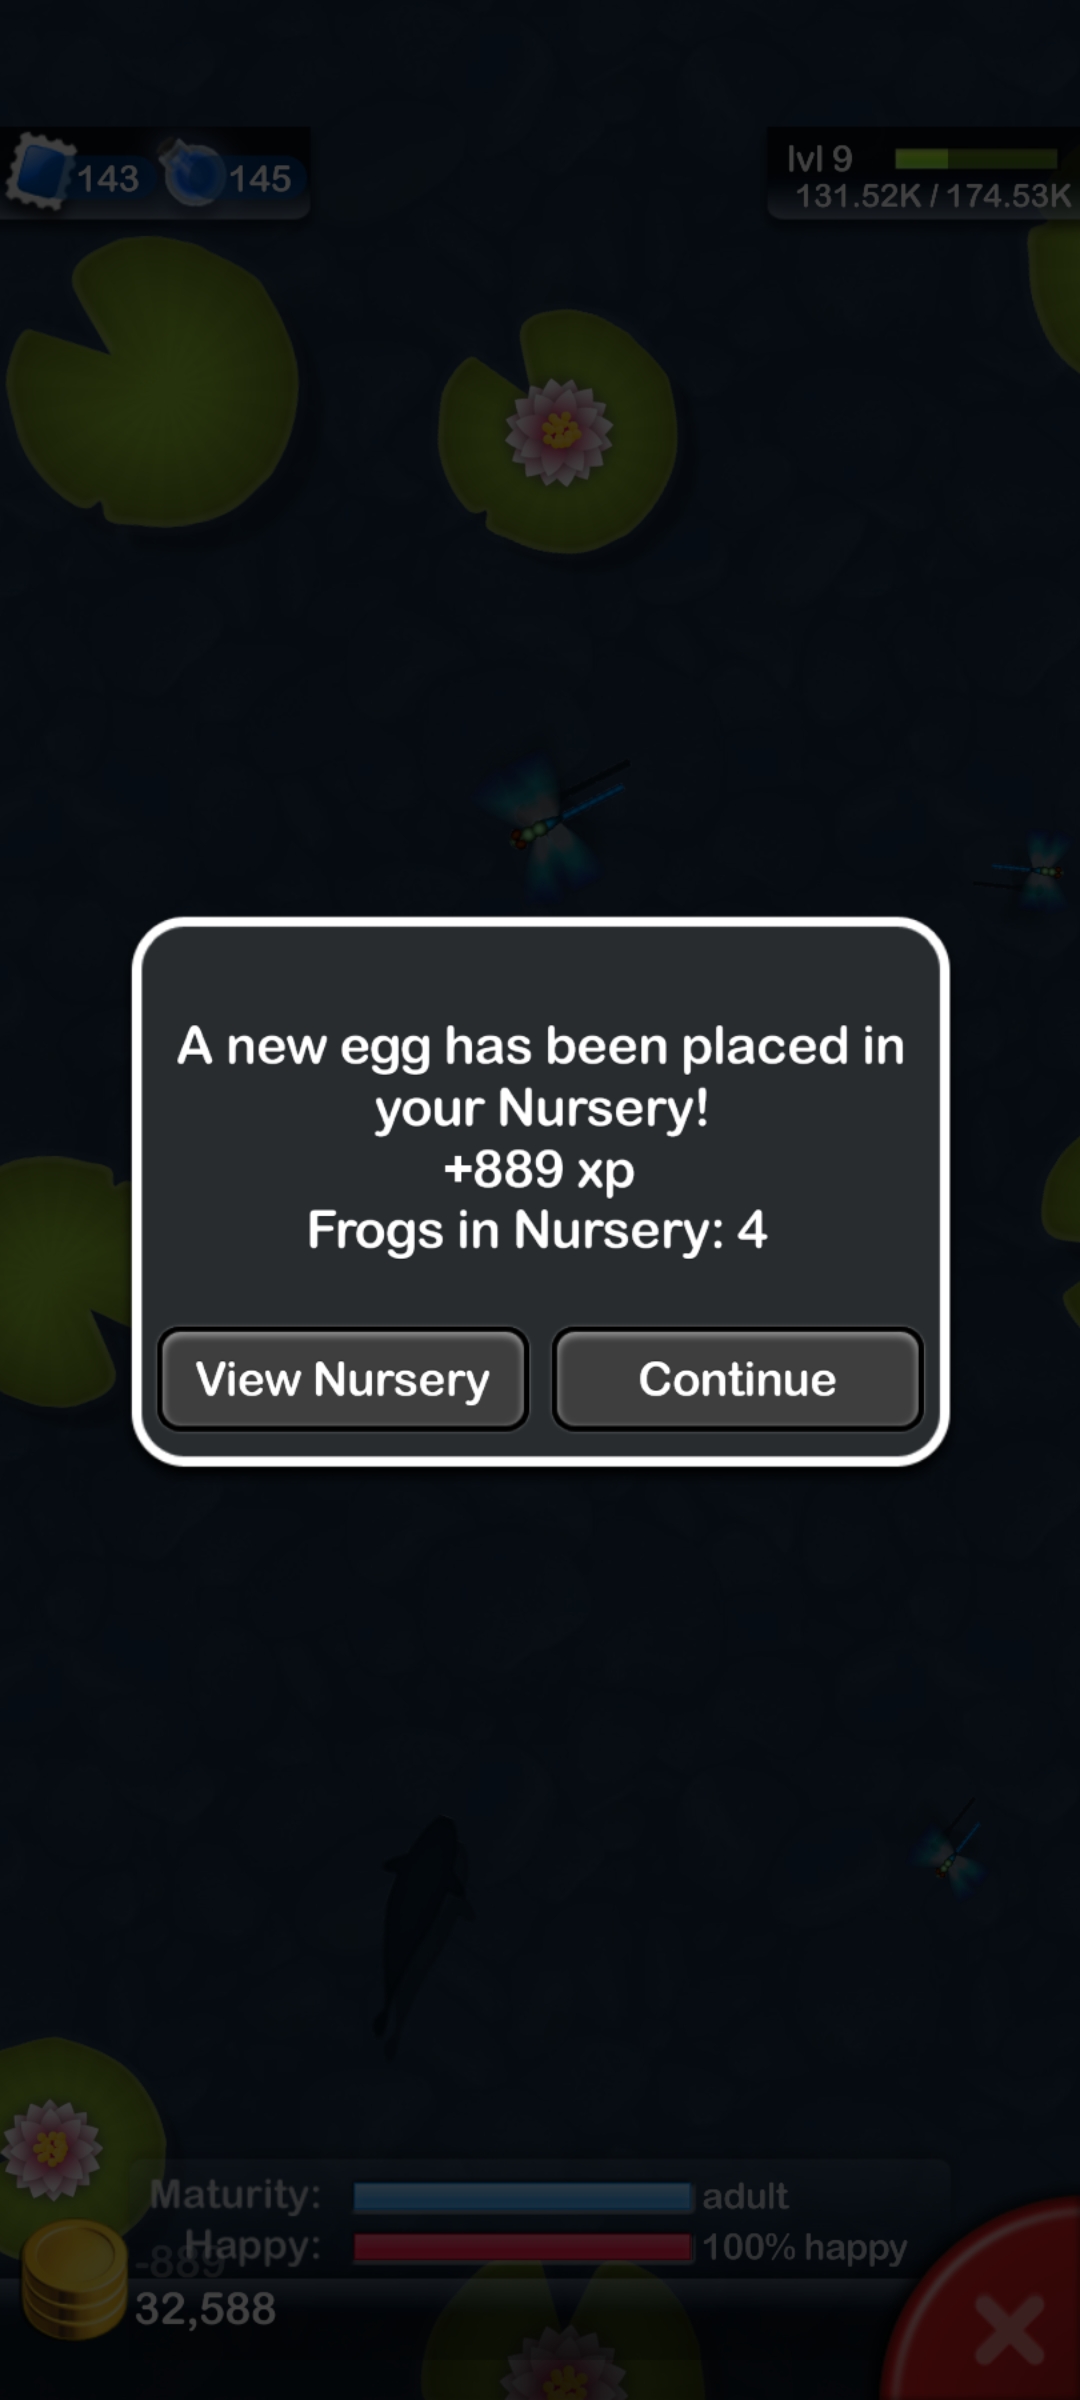 143
145
lvl 9
131.52K / 174.53K
A new egg has been placed in
your Nursery!
+889 xp
Frogs in Nursery: 4
View Nursery
Continue
Maturity:
adult
Happy:
100% happy
-889
32,588